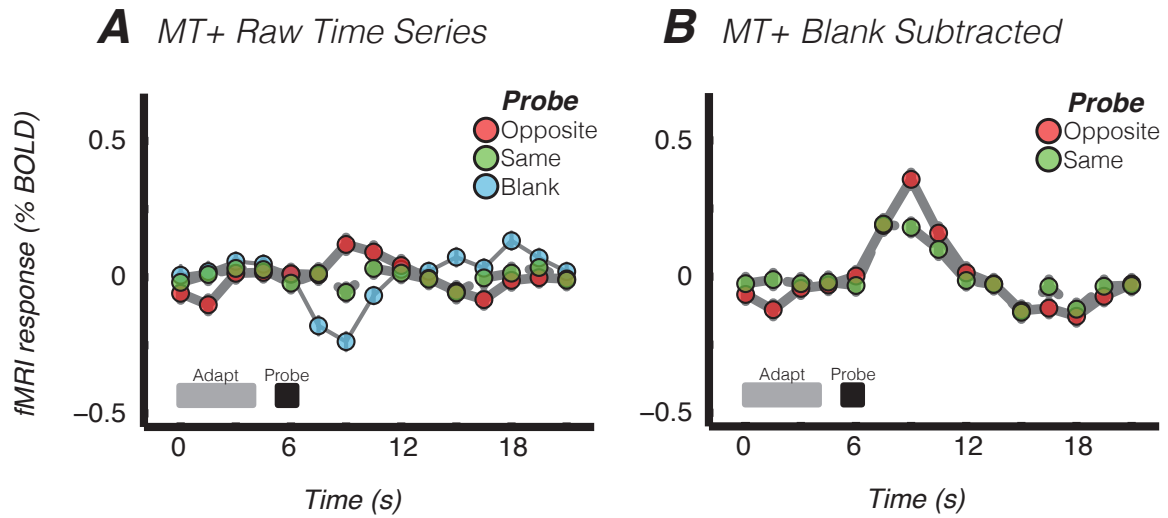 A MT+ Raw Time Series
fMRI response (% BOLD)
0.5
0
−0.5
Probe
Opposite
Same
Blank
Adapt
Probe
0 6 12 18
Time (s)
B MT+ Blank Subtracted
0.5
0
−0.5
Probe
Opposite
Same
Adapt
Probe
0 6 12 18
Time (s)